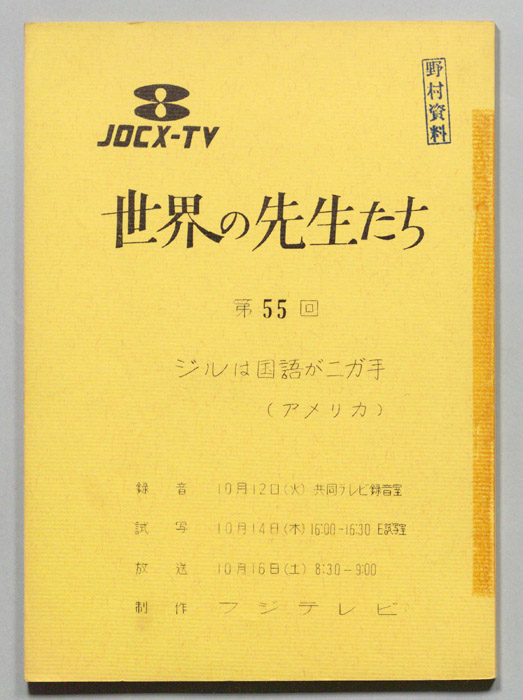 野村資料
JOCX-TV
世界の先生たち
第 55 回
ジルは国語がニガ手
（アメリカ）
録音 10月12日（火）共同テレビ録音室
試写 10月14日（木）16:00-16:30 E試写室
放送 10月16日（土）8:30-9:00
制作 フジテレビ